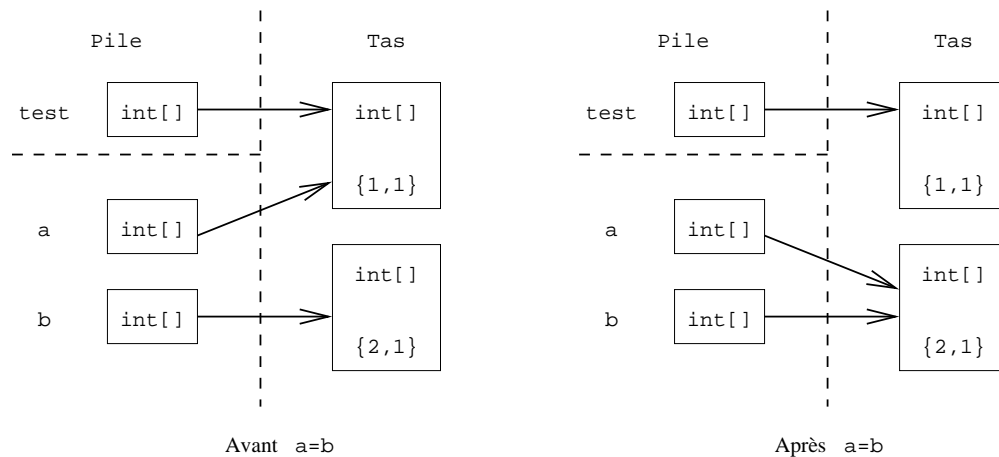 Pile Tas
test int[] int[]
{1,1}
a int[]
int[]
b int[]
{2,1}
Avant a=b
Pile Tas
test int[] int[]
{1,1}
a int[]
int[]
b int[]
{2,1}
Après a=b